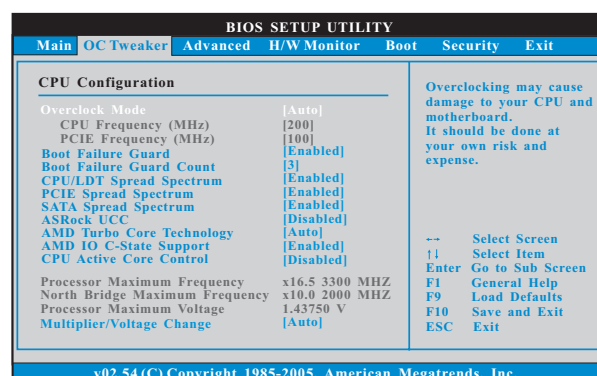 BIOS SETUP UTILITY
Main OC Tweaker Advanced H/W Monitor Boot Security Exit
CPU Configuration
Overclock Mode [Auto]
CPU Frequency (MHz) [200]
PCIE Frequency (MHz) [100]
Boot Failure Guard [Enabled]
Boot Failure Guard Count [3]
CPU/LDT Spread Spectrum [Enabled]
PCIE Spread Spectrum [Enabled]
SATA Spread Spectrum [Enabled]
ASRock UCC [Disabled]
AMD Turbo Core Technology [Auto]
AMD IO C-State Support [Enabled]
CPU Active Core Control [Disabled]
Processor Maximum Frequency x16.5 3300 MHZ
North Bridge Maximum Frequency x10.0 2000 MHZ
Processor Maximum Voltage 1.43750 V
Multiplier/Voltage Change [Auto]
Overclocking may cause
damage to your CPU and
motherboard.
It should be done at
your own risk and
expense.
←→ Select Screen
↑↓ Select Item
Enter Go to Sub Screen
F1 General Help
F9 Load Defaults
F10 Save and Exit
ESC Exit
v02.54 (C) Copyright 1985-2005, American Megatrends, Inc.